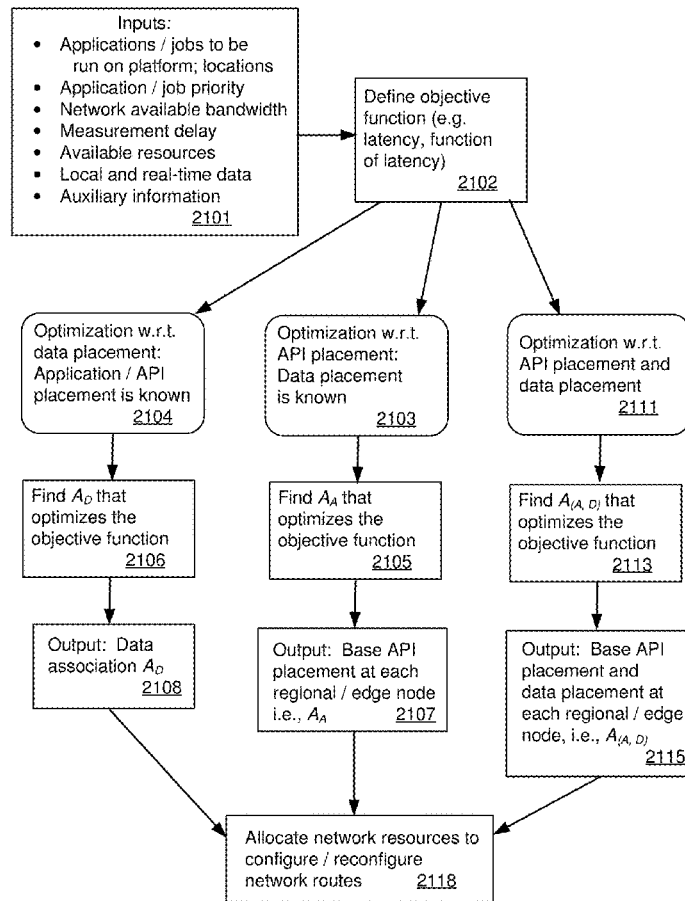 Inputs:
• Applications / jobs to be
run on platform; locations
• Application / job priority
• Network available bandwidth
• Measurement delay
• Available resources
• Local and real-time data
• Auxiliary information
2101
Define objective
function (e.g.
latency, function
of latency)
2102
Optimization w.r.t.
data placement:
Application / API
placement is known
2104
Optimization w.r.t.
API placement:
Data placement
is known
2103
Optimization w.r.t.
API placement and
data placement
2111
Find A_D that
optimizes the
objective function
2106
Find A_A that
optimizes the
objective function
2105
Find A_(A, D) that
optimizes the
objective function
2113
Output: Data
association A_D
2108
Output: Base API
placement at each
regional / edge node
i.e., A_A
2107
Output: Base API
placement and
data placement at
each regional / edge
node, i.e., A_(A, D)
2115
Allocate network resources to
configure / reconfigure
network routes
2118